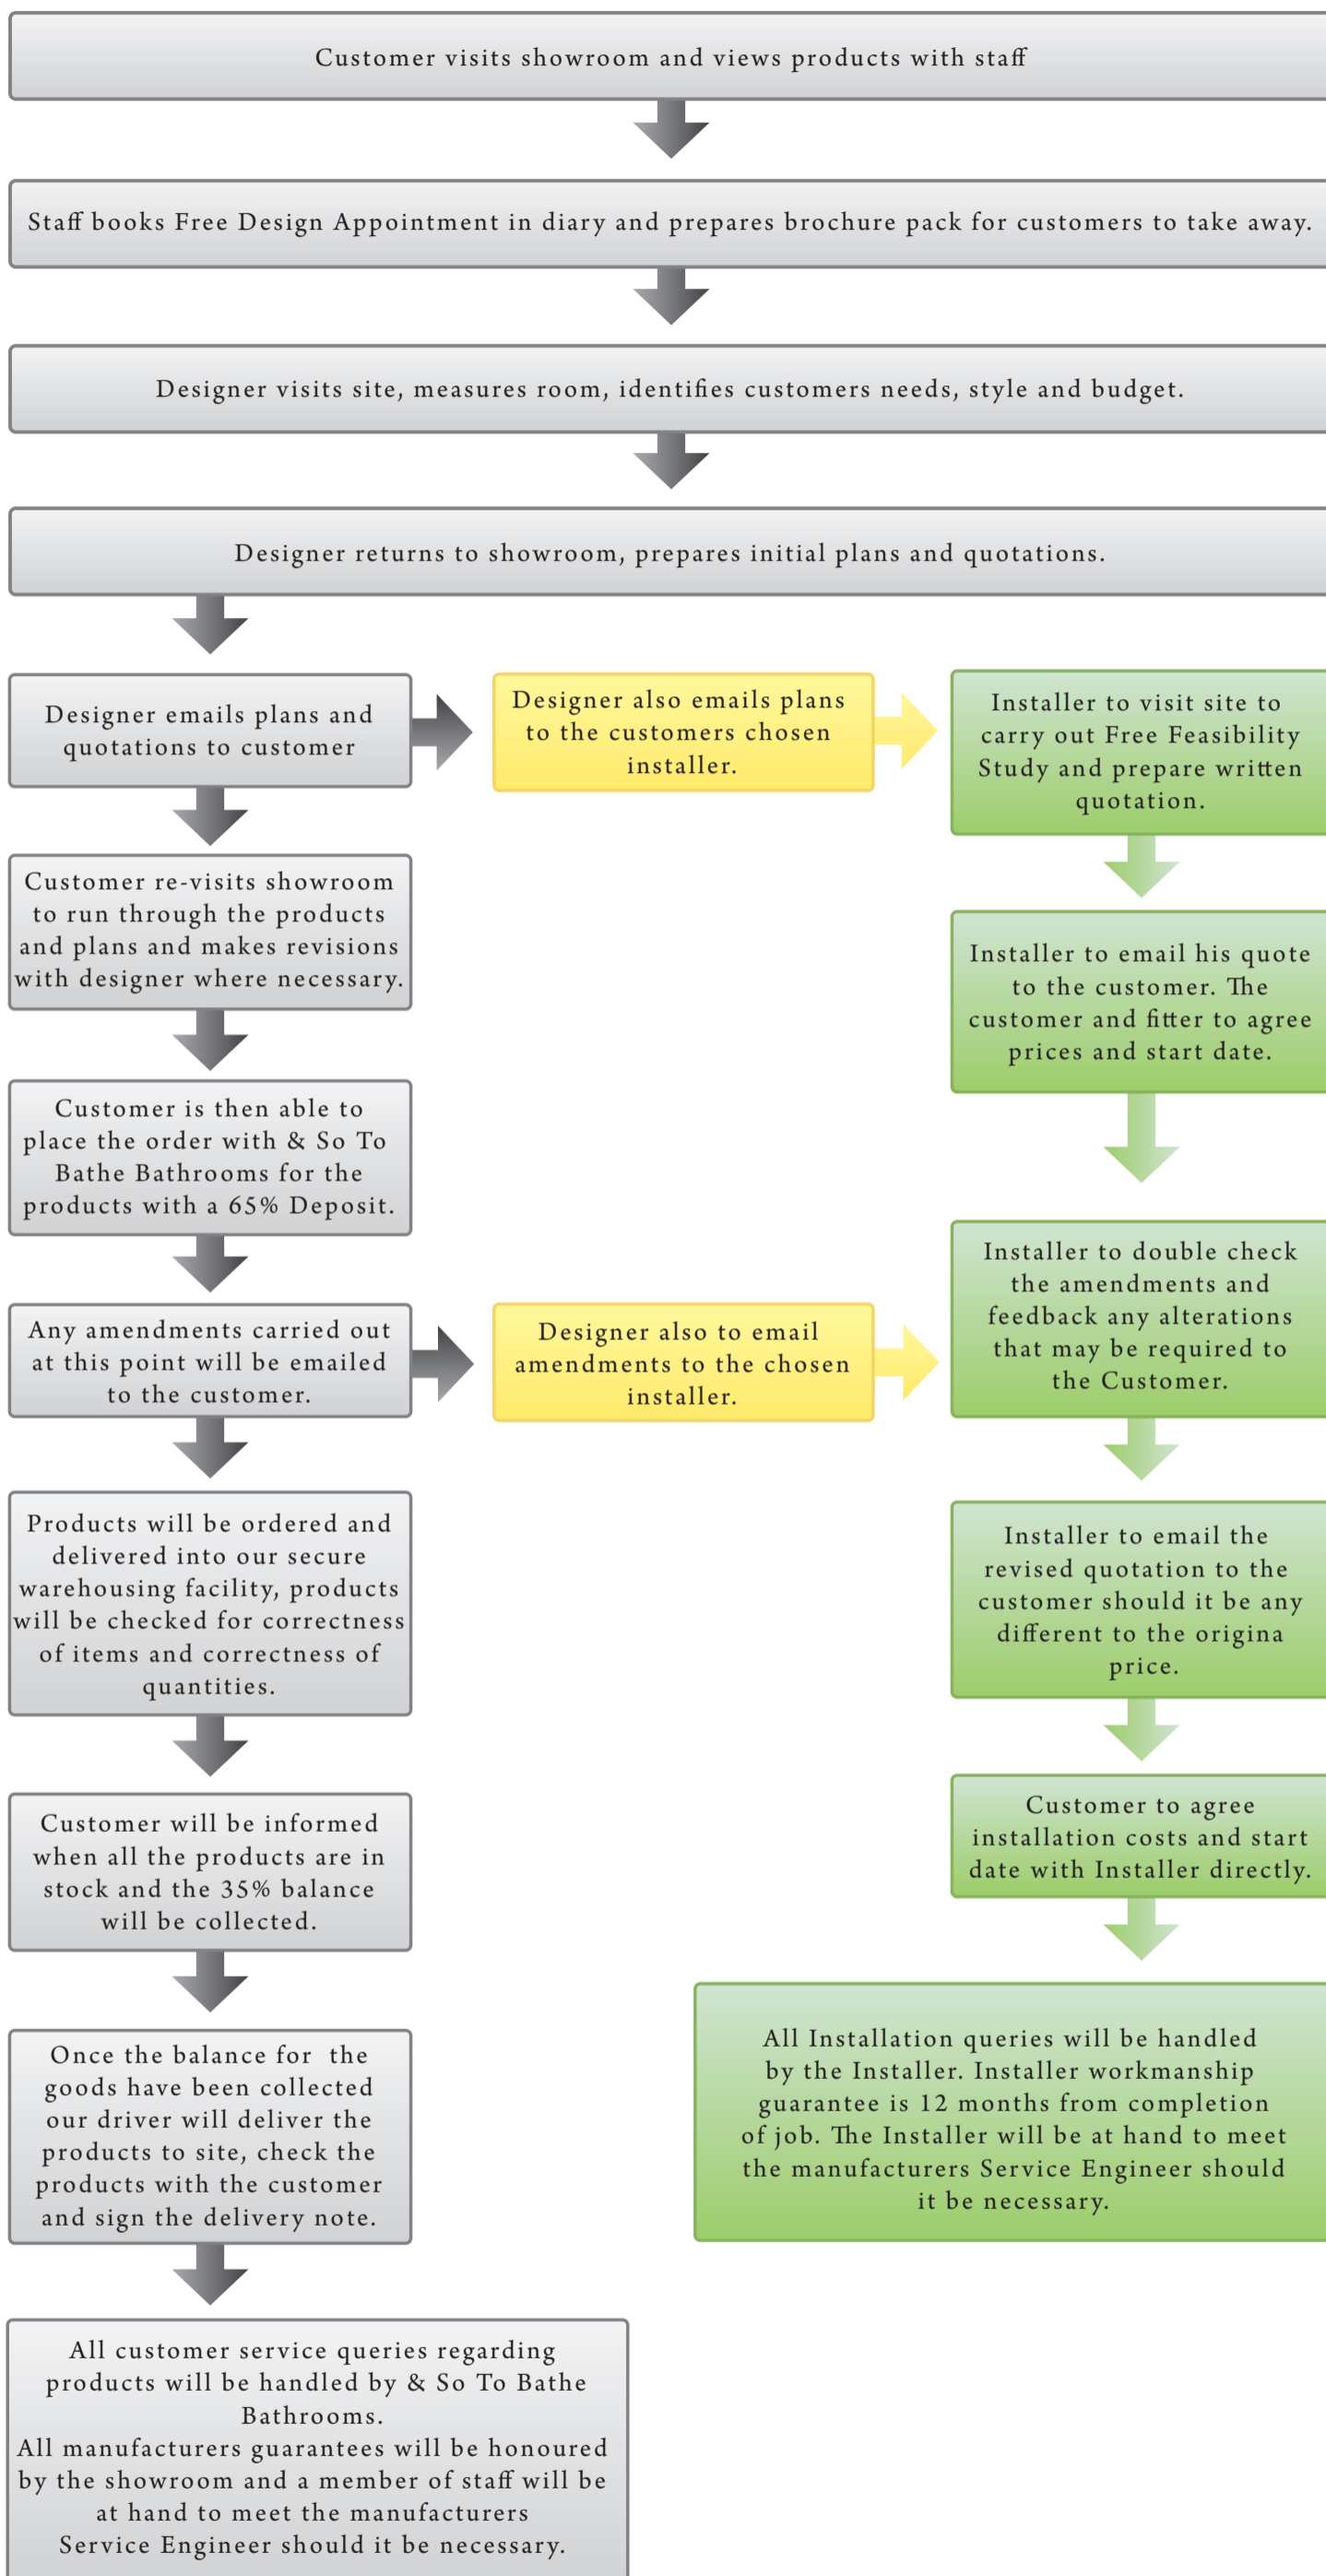 Customer visits showroom and views products with staff
Staff books Free Design Appointment in diary and prepares brochure pack for customers to take away.
Designer visits site, measures room, identifies customers needs, style and budget.
Designer returns to showroom, prepares initial plans and quotations.
Designer emails plans and
quotations to customer
Designer also emails plans
to the customers chosen
installer.
Installer to visit site to
carry out Free Feasibility
Study and prepare written
quotation.
Customer re-visits showroom
to run through the products
and plans and makes revisions
with designer where necessary.
Installer to email his quote
to the customer. The
customer and fitter to agree
prices and start date.
Customer is then able to
place the order with & So To
Bathe Bathrooms for the
products with a 65% Deposit.
Any amendments carried out
at this point will be emailed
to the customer.
Designer also to email
amendments to the chosen
installer.
Installer to double check
the amendments and
feedback any alterations
that may be required to
the Customer.
Products will be ordered and
delivered into our secure
warehousing facility, products
will be checked for correctness
of items and correctness of
quantities.
Installer to email the
revised quotation to the
customer should it be any
different to the origina
price.
Customer will be informed
when all the products are in
stock and the 35% balance
will be collected.
Customer to agree
installation costs and start
date with Installer directly.
Once the balance for the
goods have been collected
our driver will deliver the
products to site, check the
products with the customer
and sign the delivery note.
All Installation queries will be handled
by the Installer. Installer workmanship
guarantee is 12 months from completion
of job. The Installer will be at hand to meet
the manufacturers Service Engineer should
it be necessary.
All customer service queries regarding
products will be handled by & So To Bathe
Bathrooms.
All manufacturers guarantees will be honoured
by the showroom and a member of staff will be
at hand to meet the manufacturers
Service Engineer should it be necessary.